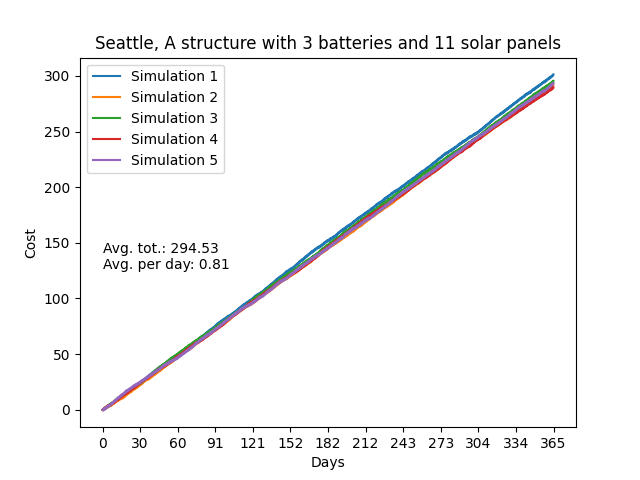 Seattle, A structure with 3 batteries and 11 solar panels
Simulation 1
Simulation 2
Simulation 3
Simulation 4
Simulation 5
Avg. tot.: 294.53
Avg. per day: 0.81
Cost
300
250
200
150
100
50
0
0 30 60 91 121 152 182 212 243 273 304 334 365
Days